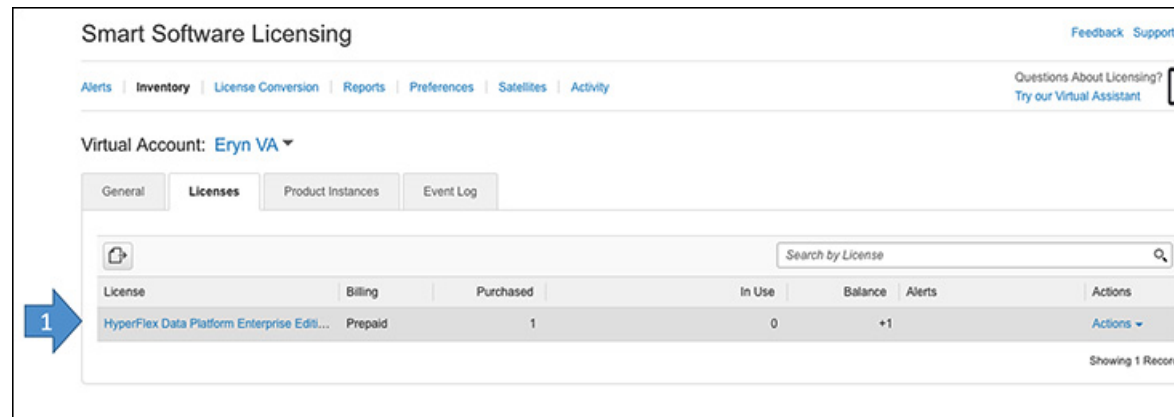 Smart Software Licensing
Feedback Support
Alerts | Inventory | License Conversion | Reports | Preferences | Satellites | Activity
Questions About Licensing?
Try our Virtual Assistant
Virtual Account: Eryn VA
General Licenses Product Instances Event Log
Search by License
License Billing Purchased In Use Balance Alerts Actions
1 HyperFlex Data Platform Enterprise Editi... Prepaid 1 0 +1 Actions
Showing 1 Recor